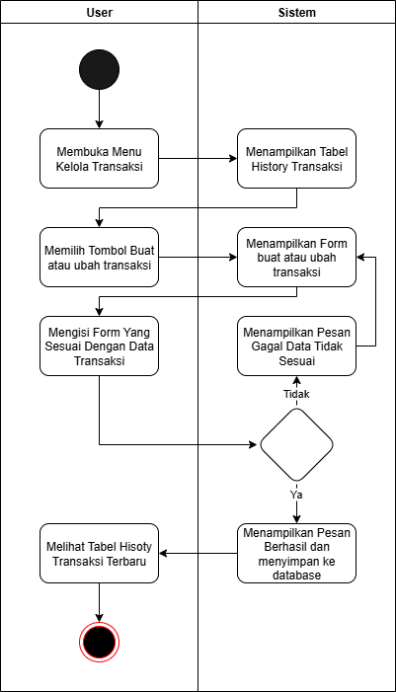 User
Sistem
Membuka Menu
Kelola Transaksi
Menampilkan Tabel
History Transaksi
Memilih Tombol Buat
atau ubah transaksi
Menampilkan Form
buat atau ubah
transaksi
Mengisi Form Yang
Sesuai Dengan Data
Transaksi
Menampilkan Pesan
Gagal Data Tidak
Sesuai
Tidak
Ya
Melihat Tabel Hisoty
Transaksi Terbaru
Menampilkan Pesan
Berhasil dan
menyimpan ke
database